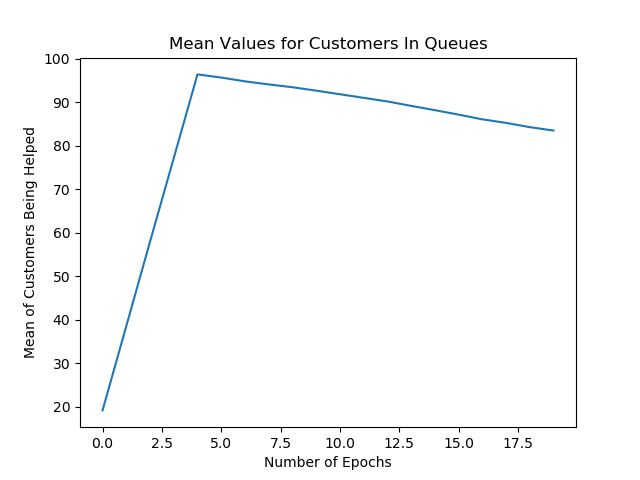 Mean Values for Customers In Queues
100
90
80
70
60
50
40
30
20
Mean of Customers Being Helped
0.0 2.5 5.0 7.5 10.0 12.5 15.0 17.5
Number of Epochs